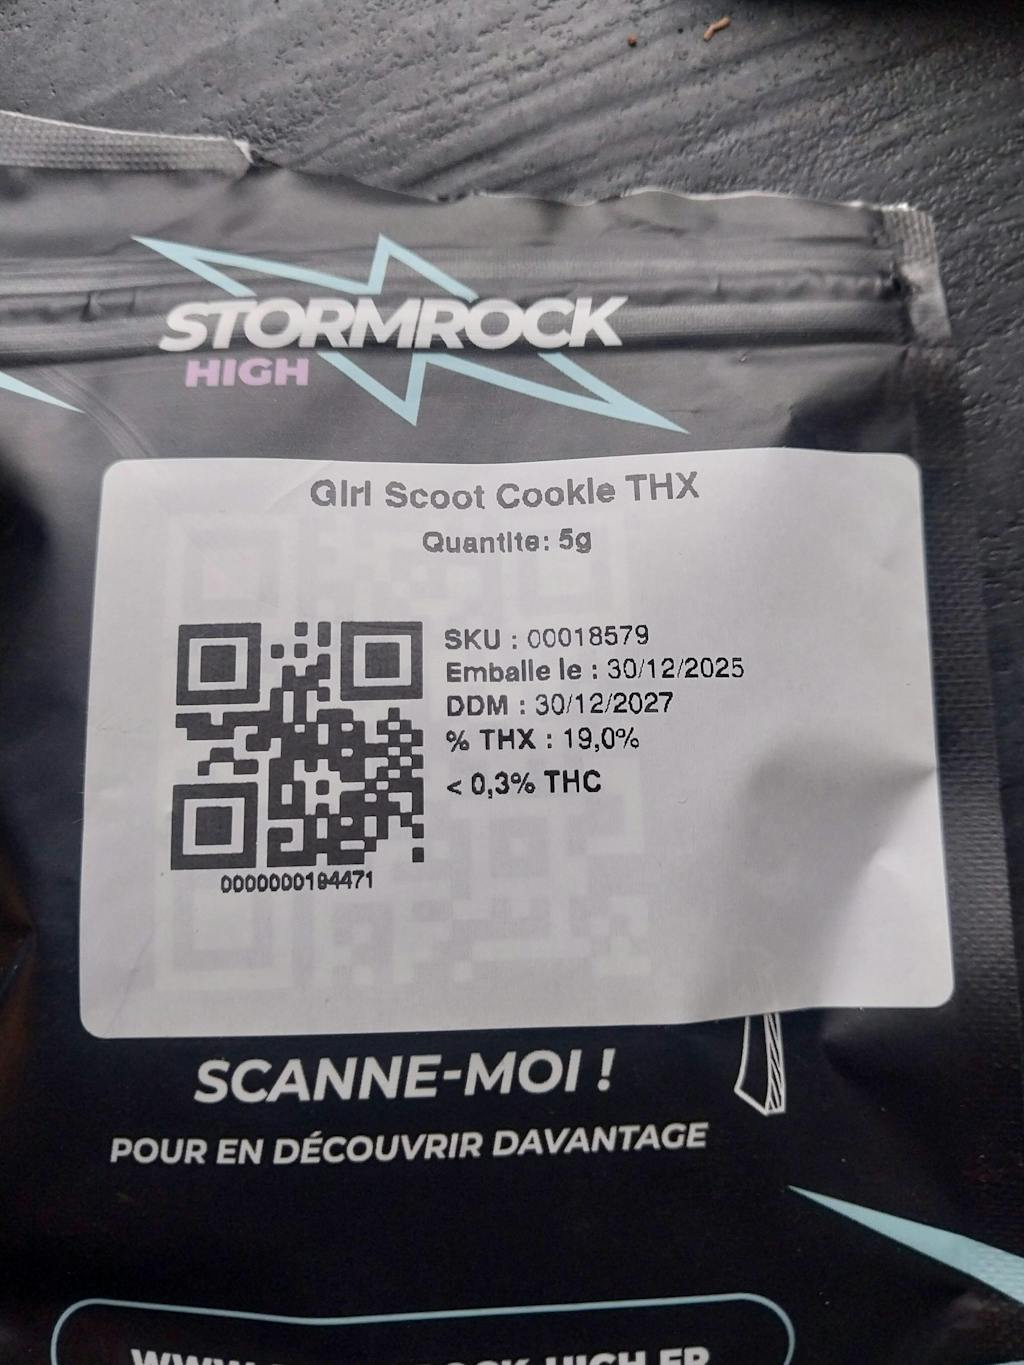 STORMROCK
HIGH
Girl Scoot Cookie THX
Quantite: 5g
SKU : 00018579
Emballe le : 30/12/2025
DDM : 30/12/2027
% THX : 19,0%
< 0,3% THC
0000000194471
SCANNE-MOI !
POUR EN DÉCOUVRIR DAVANTAGE